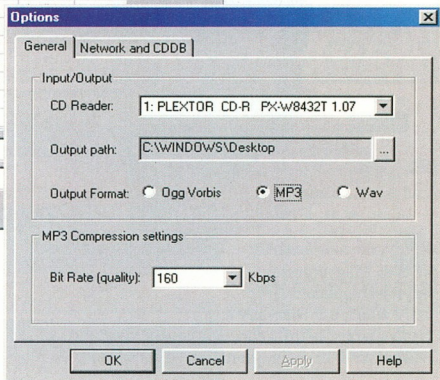 Options
General
Network and CDDB
Input/Output
CD Reader:
1: PLEXTOR CD-R PX-W8432T 1.07
Output path:
C:\WINDOWS\Desktop
...
Output Format:
Ogg Vorbis
MP3
Wav
MP3 Compression settings
Bit Rate (quality):
160
Kbps
OK
Cancel
Apply
Help